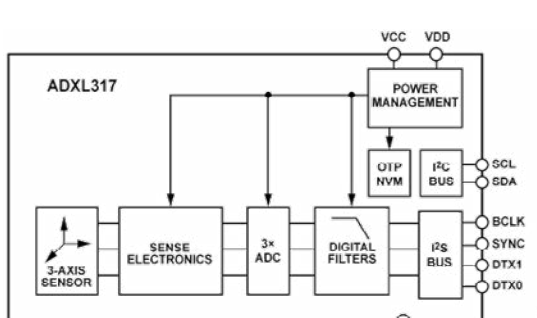 VCC VDD
ADXL317
POWER
MANAGEMENT
OTP
NVM
I²C
BUS
SCL
SDA
3-AXIS
SENSOR
SENSE
ELECTRONICS
3×
ADC
DIGITAL
FILTERS
I²S
BUS
BCLK
SYNC
DTX1
DTX0